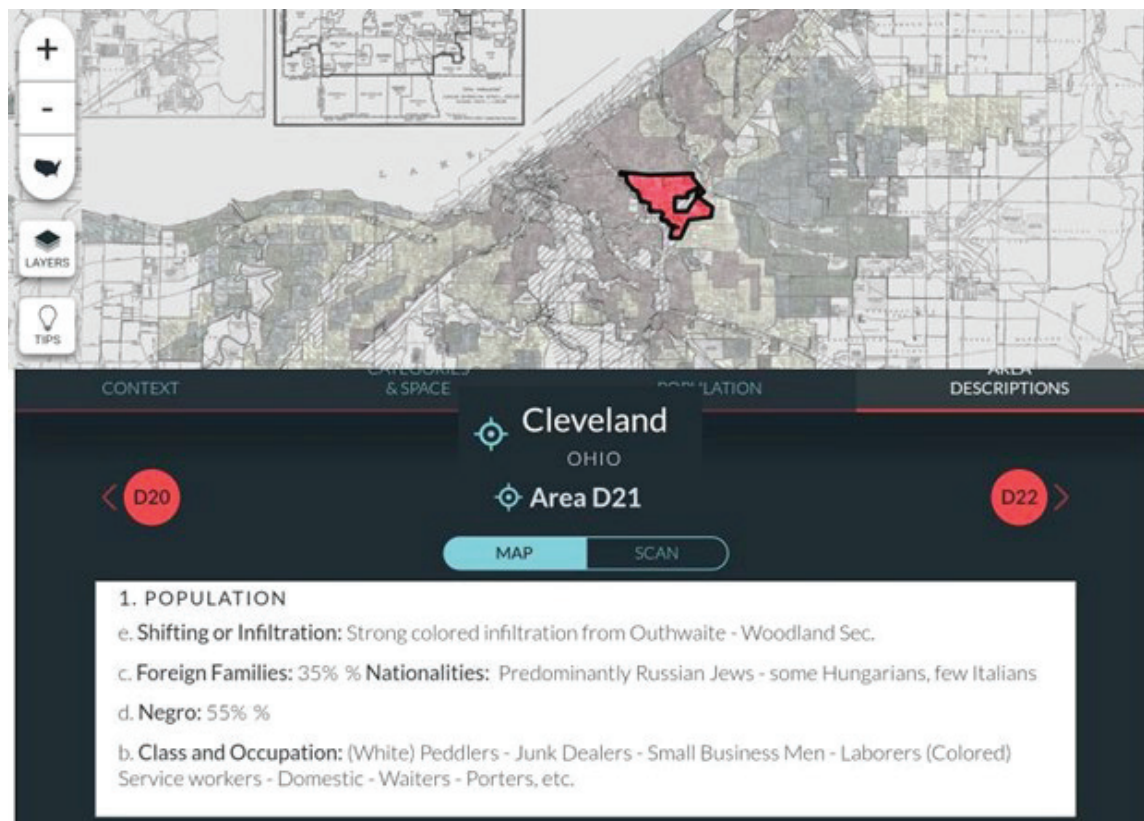 +
-
LAKE
LAYERS
TIPS
CONTEXT
CATEGORIES
& SPACE
POPULATION
AREA
DESCRIPTIONS
Cleveland
OHIO
D20
Area D21
D22
MAP
SCAN
1. POPULATION
e. Shifting or Infiltration: Strong colored infiltration from Outhwaite - Woodland Sec.
c. Foreign Families: 35% % Nationalities: Predominantly Russian Jews - some Hungarians, few Italians
d. Negro: 55% %
b. Class and Occupation: (White) Peddlers - Junk Dealers - Small Business Men - Laborers (Colored)
Service workers - Domestic - Waiters - Porters, etc.